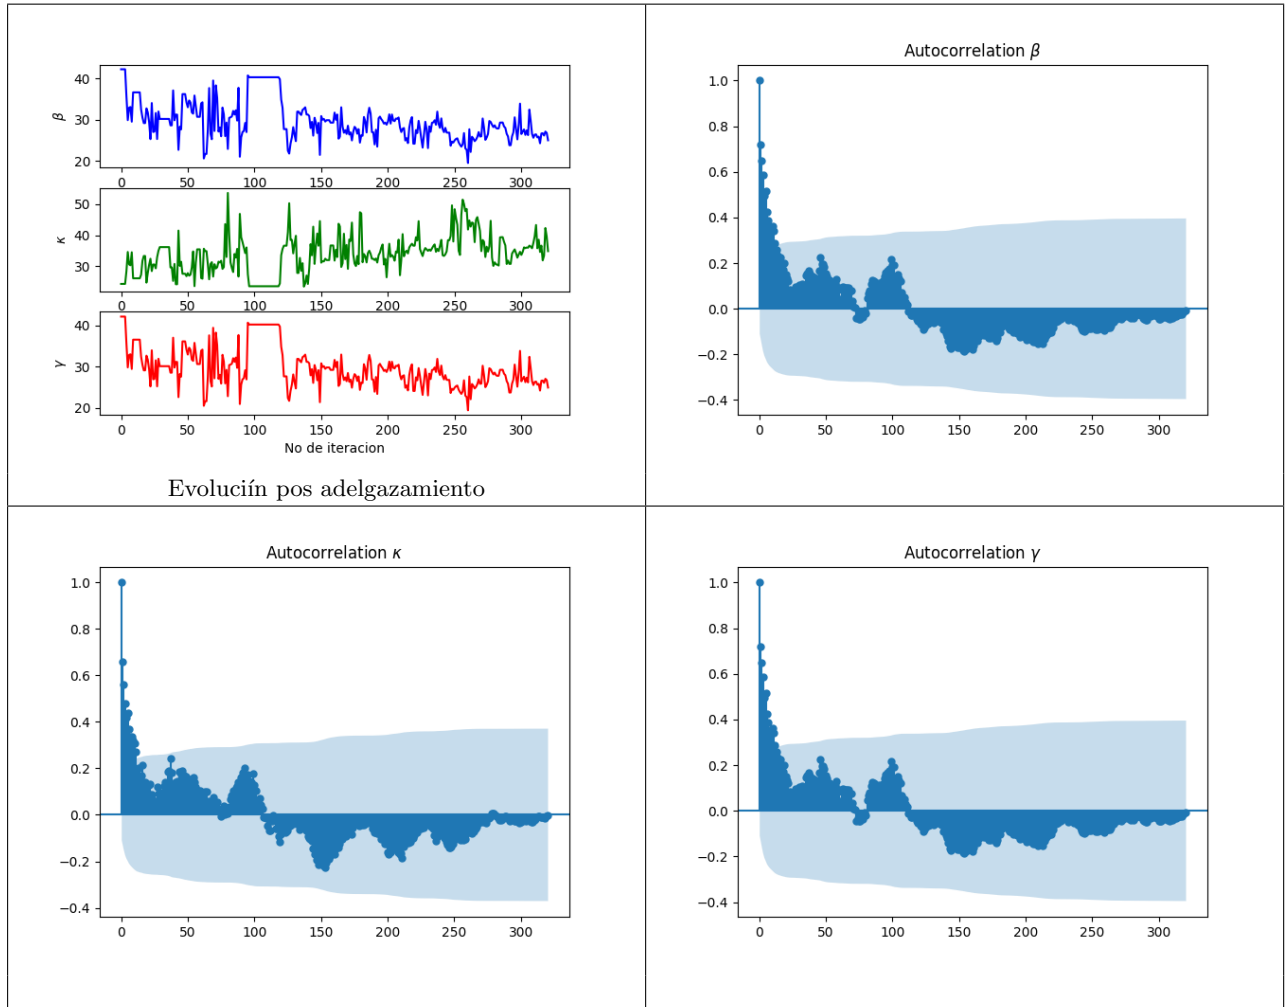 40
30
20
β
0 50 100 150 200 250 300
50
40
30
κ
0 50 100 150 200 250 300
40
30
20
γ
0 50 100 150 200 250 300
No de iteracion
Evoluciín pos adelgazamiento
Autocorrelation β
1.0
0.8
0.6
0.4
0.2
0.0
−0.2
−0.4
0 50 100 150 200 250 300
Autocorrelation κ
1.0
0.8
0.6
0.4
0.2
0.0
−0.2
−0.4
0 50 100 150 200 250 300
Autocorrelation γ
1.0
0.8
0.6
0.4
0.2
0.0
−0.2
−0.4
0 50 100 150 200 250 300